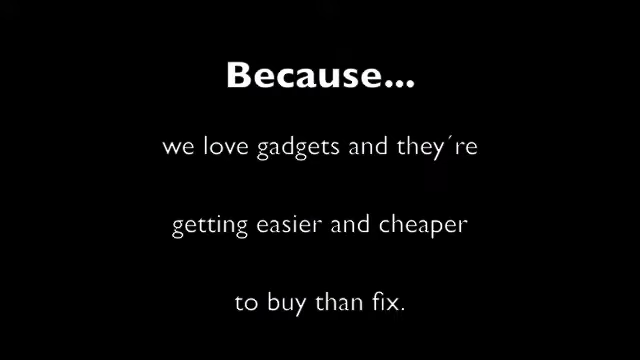 Because...
we love gadgets and they´re
getting easier and cheaper
to buy than fix.